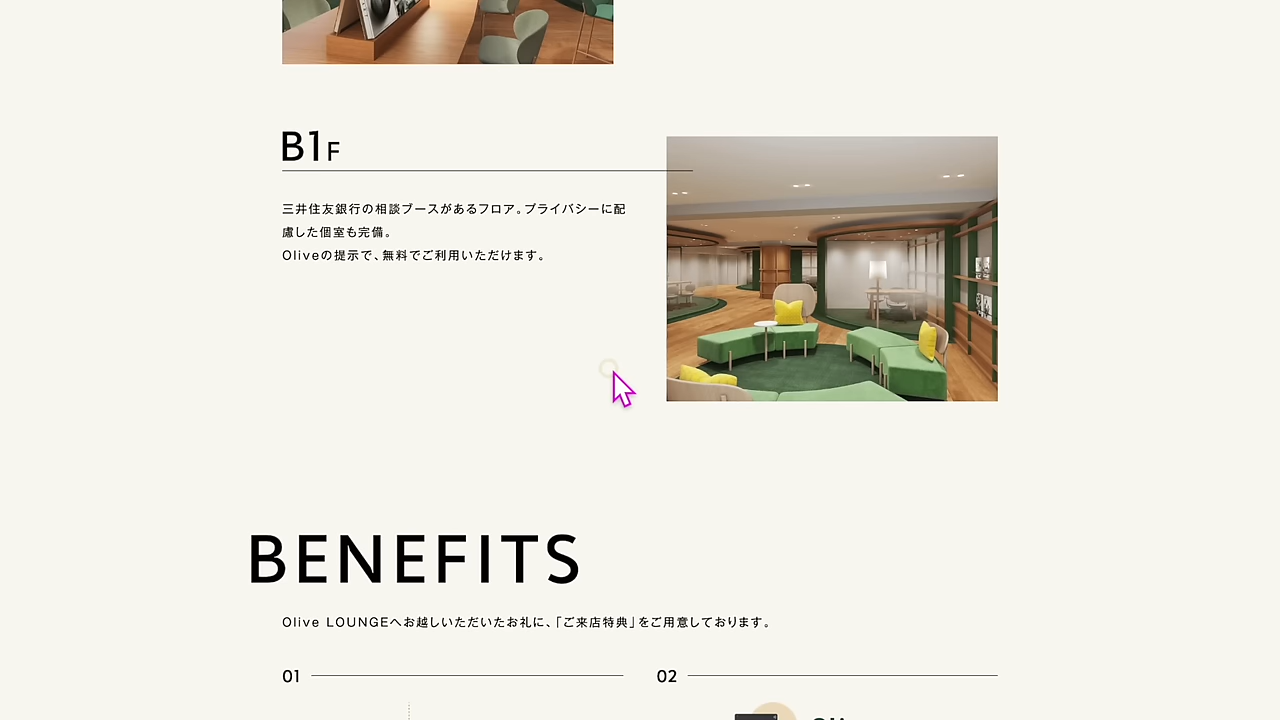 B1F
三井住友銀行の相談ブースがあるフロア。プライバシーに配
慮した個室も完備。
Oliveの提示で、無料でご利用いただけます。
BENEFITS
Olive LOUNGEへお越しいただいたお礼に、「ご来店特典」をご用意しております。
01
02